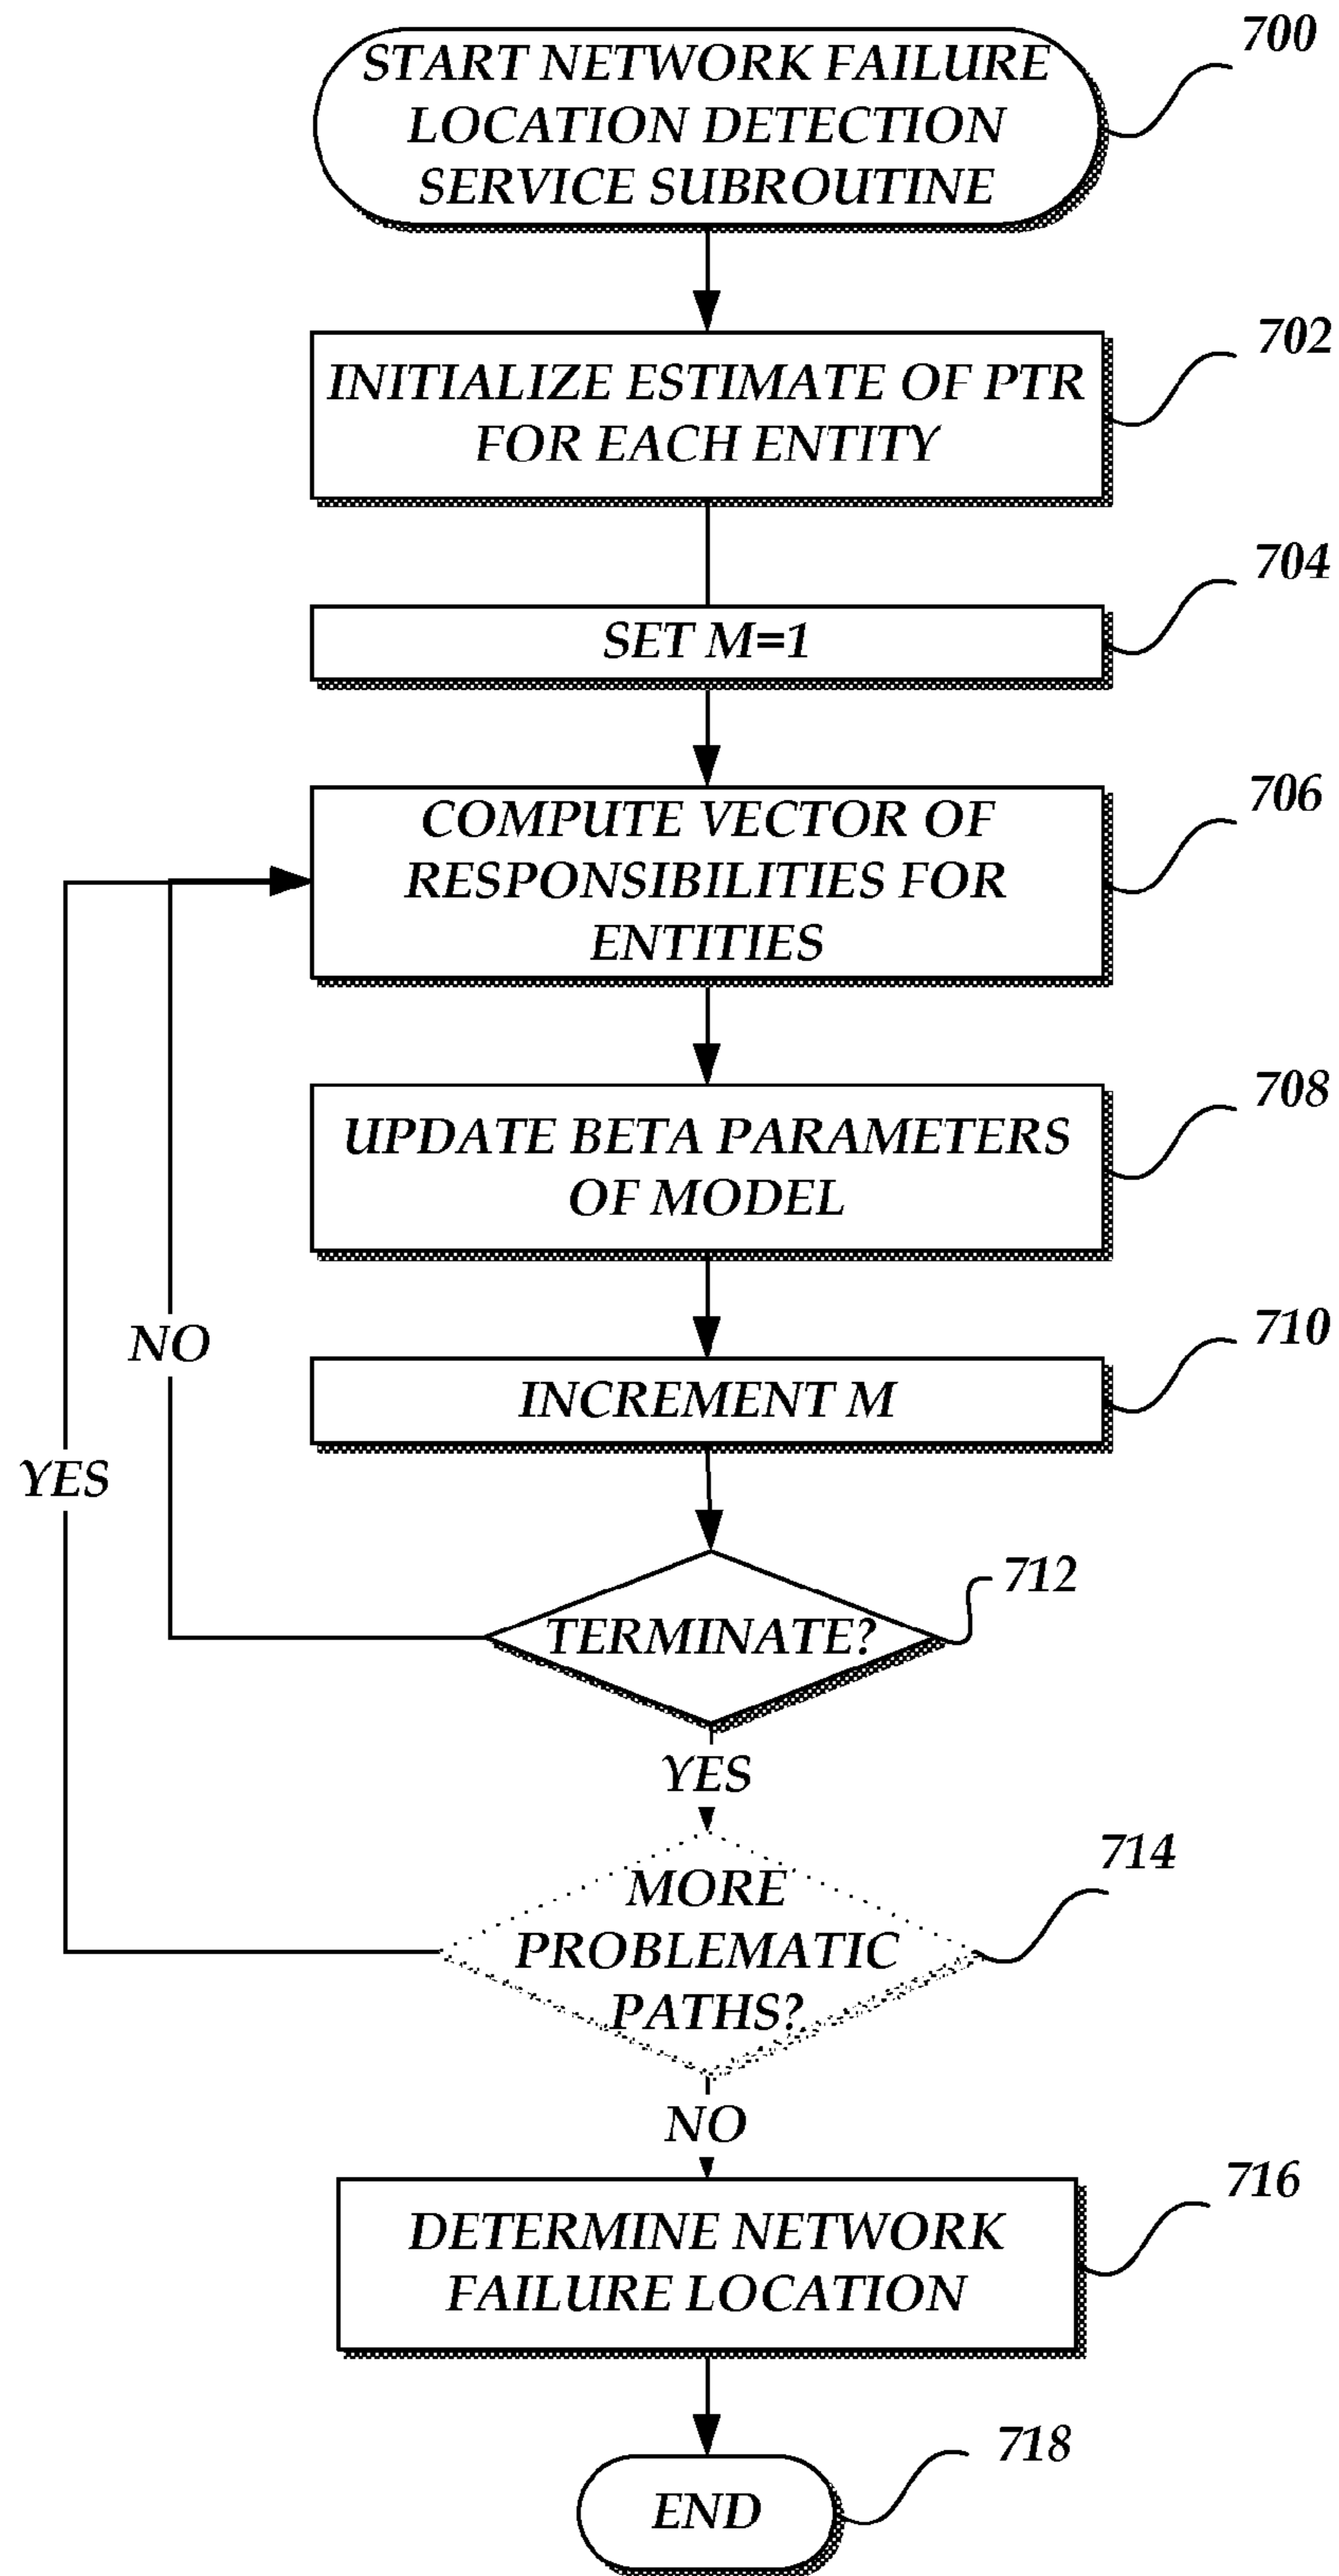 START NETWORK FAILURE
LOCATION DETECTION
SERVICE SUBROUTINE
700
INITIALIZE ESTIMATE OF PTR
FOR EACH ENTITY
702
SET M=1
704
COMPUTE VECTOR OF
RESPONSIBILITIES FOR
ENTITIES
706
UPDATE BETA PARAMETERS
OF MODEL
708
NO
INCREMENT M
710
YES
TERMINATE?
712
YES
MORE
PROBLEMATIC
PATHS?
714
NO
DETERMINE NETWORK
FAILURE LOCATION
716
END
718